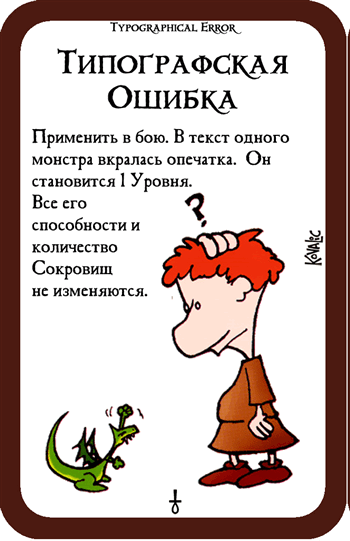 Typographical Error
Типографская
Ошибка
Применить в бою. В текст одного
монстра вкралась опечатка. Он
становится 1 Уровня.
Все его
способности и
количество
Сокровищ
не изменяются.
?
Kovalic